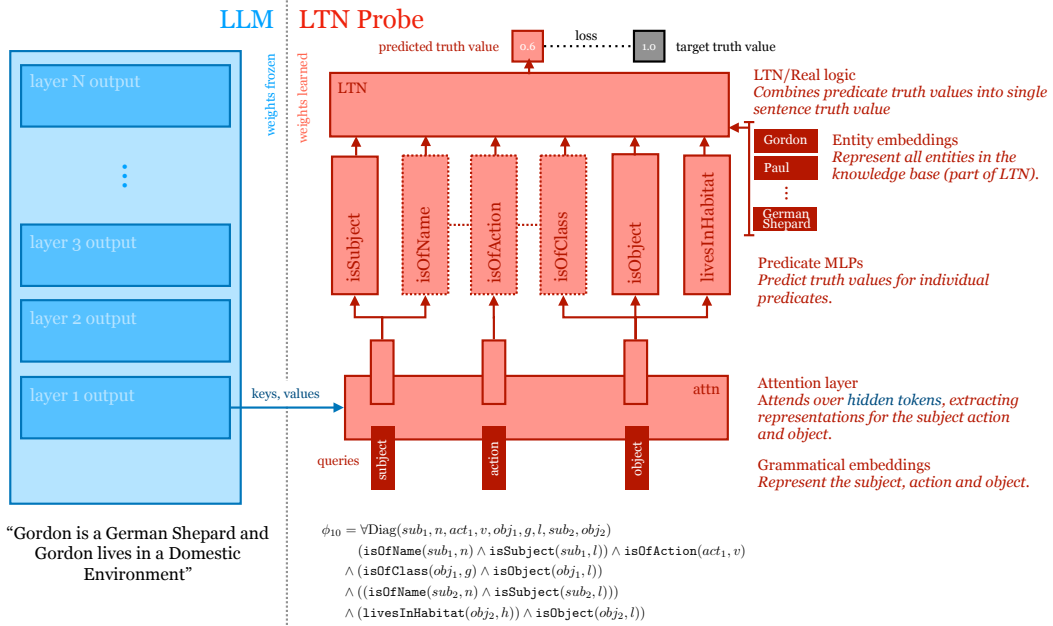 LLM
LTN Probe
layer N output
...
layer 3 output
layer 2 output
layer 1 output
weights frozen
weights learned
keys, values
“Gordon is a German Shepard and
Gordon lives in a Domestic
Environment”
predicted truth value
0.6
loss
1.0
target truth value
LTN
isSubject
isOfName
isOfAction
isOfClass
isObject
livesInHabitat
attn
queries
subject
action
object
LTN/Real logic
Combines predicate truth values into single
sentence truth value
Gordon
Paul
...
German
Shepard
Entity embeddings
Represent all entities in the
knowledge base (part of LTN).
Predicate MLPs
Predict truth values for individual
predicates.
Attention layer
Attends over hidden tokens, extracting
representations for the subject action
and object.
Grammatical embeddings
Represent the subject, action and object.
ϕ₁₀ = ∀Diag(sub₁, n, act₁, v, obj₁, g, l, sub₂, obj₂)
(isOfName(sub₁, n) ∧ isSubject(sub₁, l)) ∧ isOfAction(act₁, v)
∧ (isOfClass(obj₁, g) ∧ isObject(obj₁, l))
∧ ((isOfName(sub₂, n) ∧ isSubject(sub₂, l)))
∧ (livesInHabitat(obj₂, h)) ∧ isObject(obj₂, l))